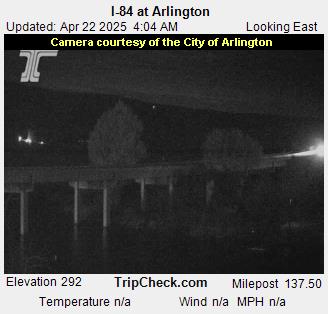 I-84 at Arlington
Updated: Apr 22 2025 4:04 AM Looking East
Camera courtesy of the City of Arlington
Elevation 292 TripCheck.com Milepost 137.50
Temperature n/a Wind n/a MPH n/a